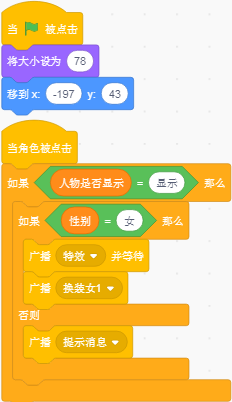 当 被点击
将大小设为 78
移到 x: -197 y: 43
当角色被点击
如果 人物是否显示 = 显示 那么
如果 性别 = 女 那么
广播 特效 并等待
广播 换装女1
否则
广播 提示消息